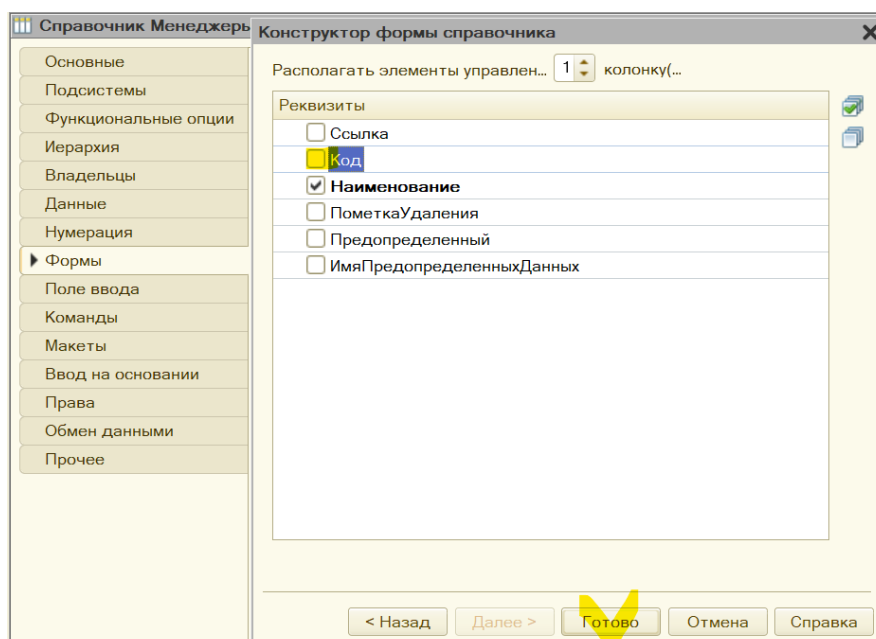 Справочник Менеджеры
Конструктор формы справочника
Основные
Подсистемы
Функциональные опции
Иерархия
Владельцы
Данные
Нумерация
Формы
Поле ввода
Команды
Макеты
Ввод на основании
Права
Обмен данными
Прочее
Располагать элементы управлен... 1 колонку(...
Реквизиты
Ссылка
Код
Наименование
ПометкаУдаления
Предопределенный
ИмяПредопределенныхДанных
< Назад Далее > Готово Отмена Справка